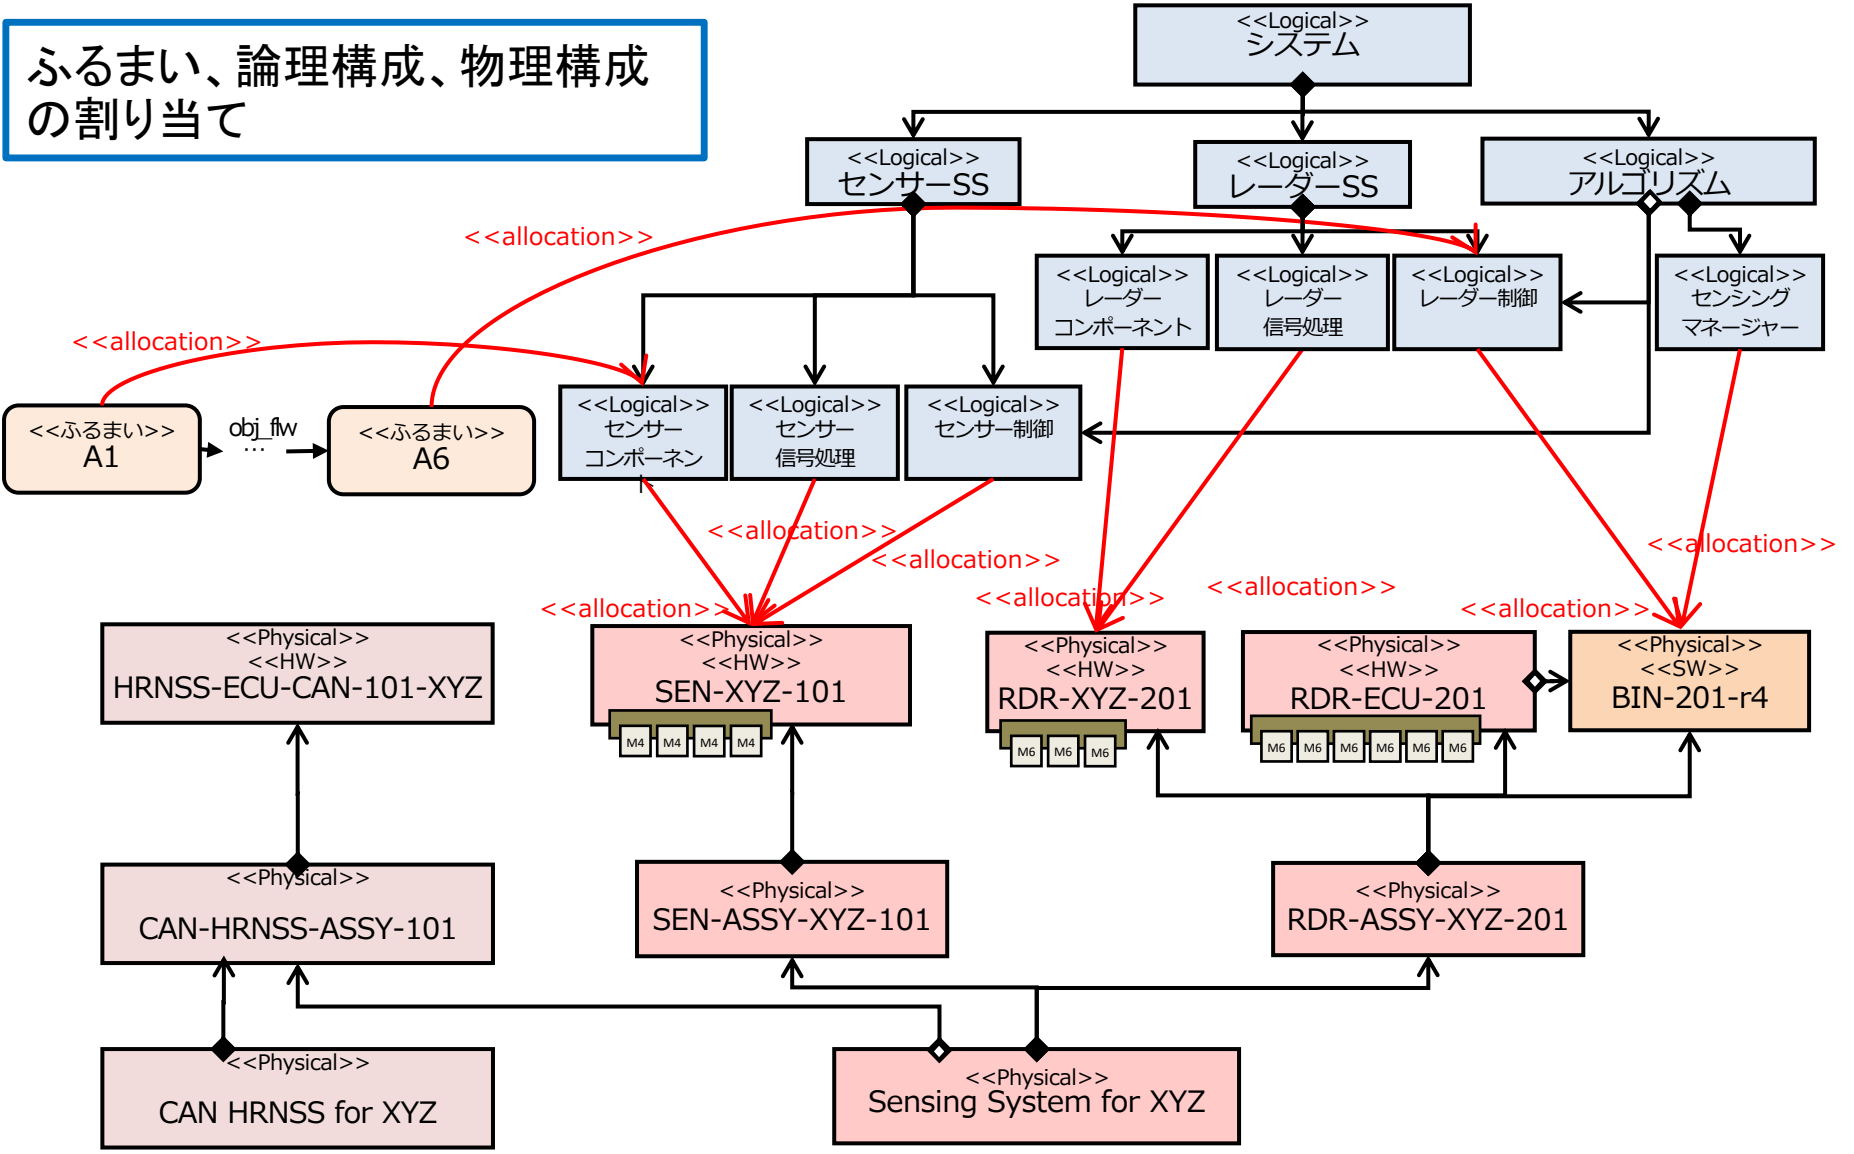 ふるまい、論理構成、物理構成
の割り当て
<<Logical>>
システム
<<Logical>>
センサーSS
<<Logical>>
レーダーSS
<<Logical>>
アルゴリズム
<<allocation>>
<<Logical>>
レーダー
コンポーネント
<<Logical>>
レーダー
信号処理
<<Logical>>
レーダー制御
<<Logical>>
センシング
マネージャー
<<allocation>>
<<ふるまい>>
A1
obj_flw
…
<<ふるまい>>
A6
<<Logical>>
センサー
コンポーネン
ト
<<Logical>>
センサー
信号処理
<<Logical>>
センサー制御
<<allocation>>
<<allocation>>
<<allocation>>
<<allocation>>
<<allocation>>
<<allocation>>
<<allocation>>
<<Physical>>
<<HW>>
HRNSS-ECU-CAN-101-XYZ
<<Physical>>
<<HW>>
SEN-XYZ-101
M4 M4 M4 M4
<<Physical>>
<<HW>>
RDR-XYZ-201
M6 M6 M6
<<Physical>>
<<HW>>
RDR-ECU-201
M6 M6 M6 M6 M6 M6
<<Physical>>
<<SW>>
BIN-201-r4
<<Physical>>
CAN-HRNSS-ASSY-101
<<Physical>>
SEN-ASSY-XYZ-101
<<Physical>>
RDR-ASSY-XYZ-201
<<Physical>>
CAN HRNSS for XYZ
<<Physical>>
Sensing System for XYZ